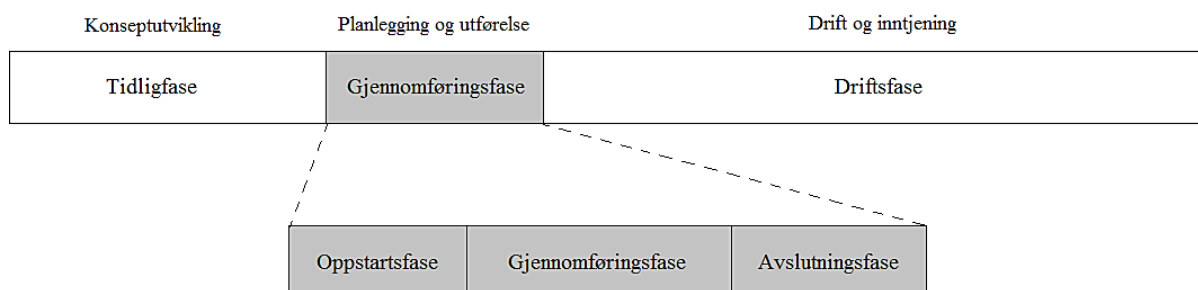 Konseptutvikling Planlegging og utførelse Drift og inntjening
Tidligfase Gjennomføringsfase Driftsfase
Oppstartsfase Gjennomføringsfase Avslutningsfase